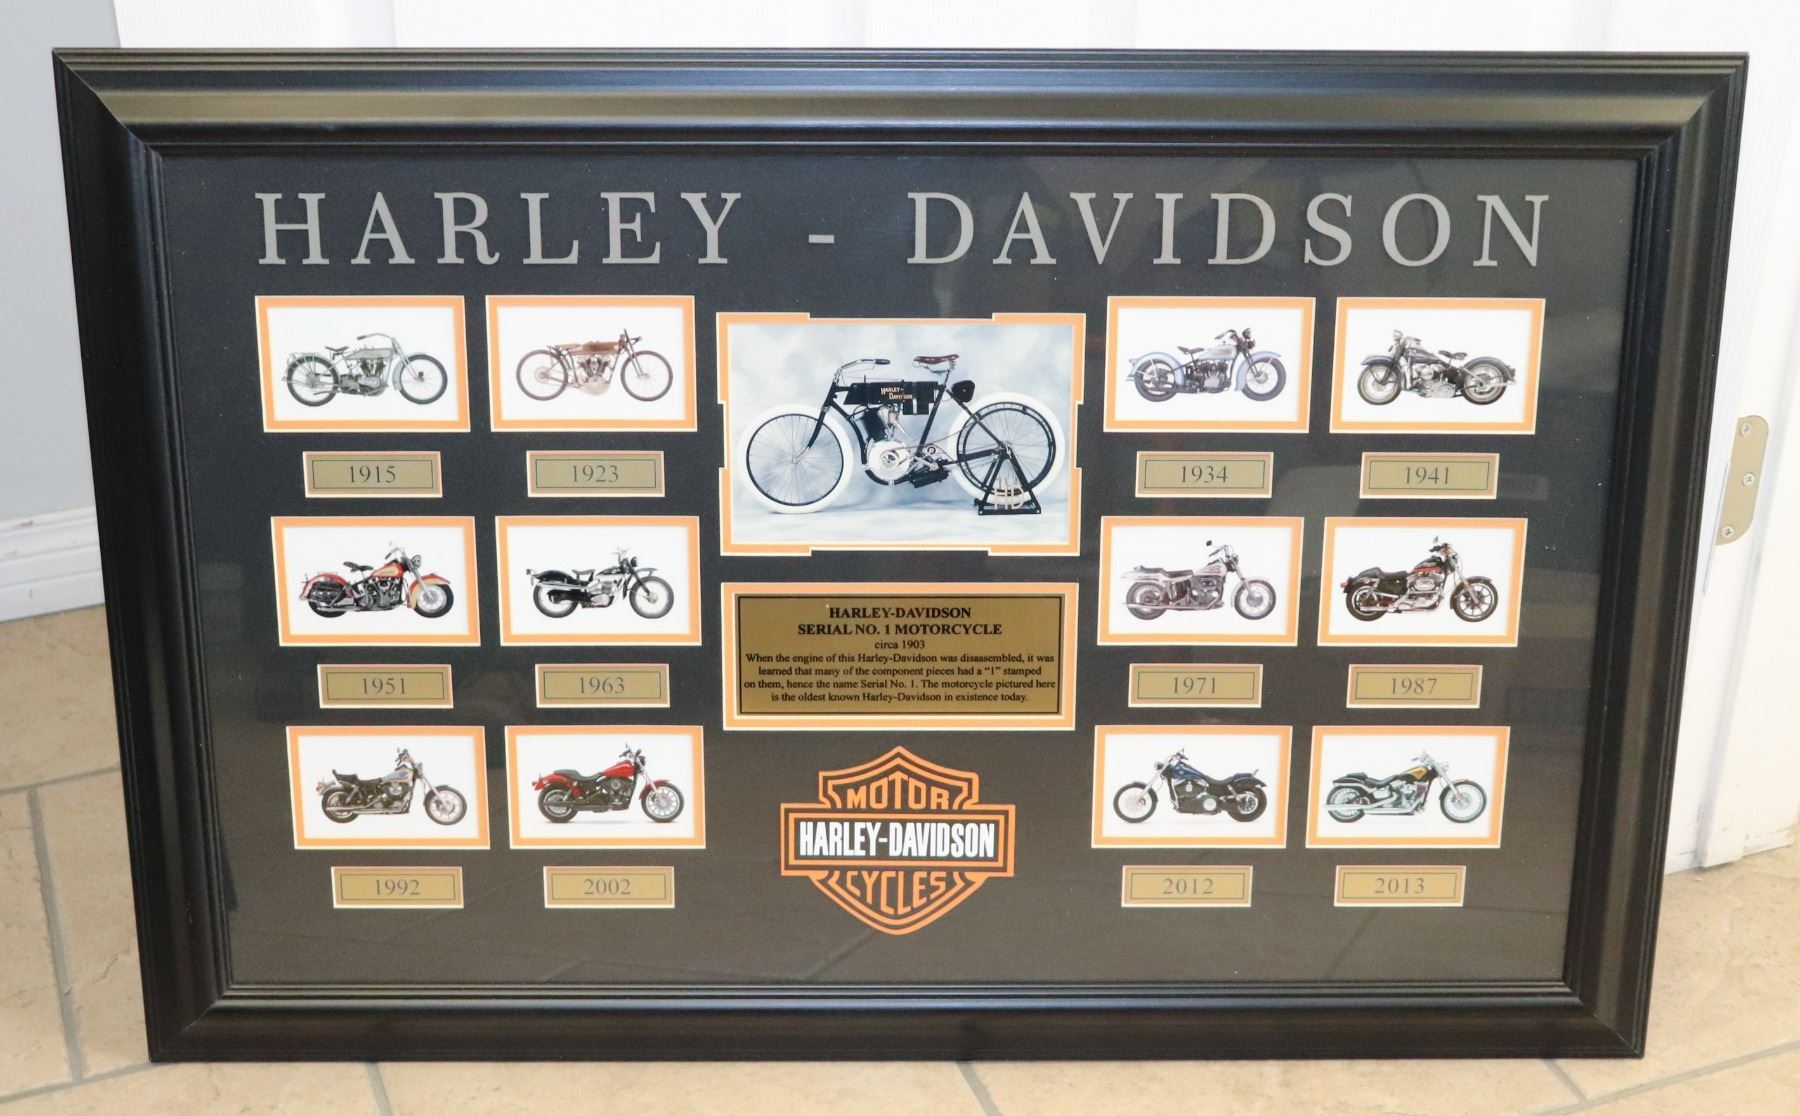 HARLEY - DAVIDSON
HARLEY-
DAVIDSON
1915
1923
1934
1941
1951
1963
1971
1987
HARLEY-DAVIDSON
SERIAL NO. 1 MOTORCYCLE
circa 1903
When the engine of this Harley-Davidson was disassembled, it was
learned that many of the component pieces had a “1” stamped
on them, hence the name Serial No. 1. The motorcycle pictured here
is the oldest known Harley-Davidson in existence today.
MOTOR
HARLEY-DAVIDSON
CYCLES
1992
2002
2012
2013